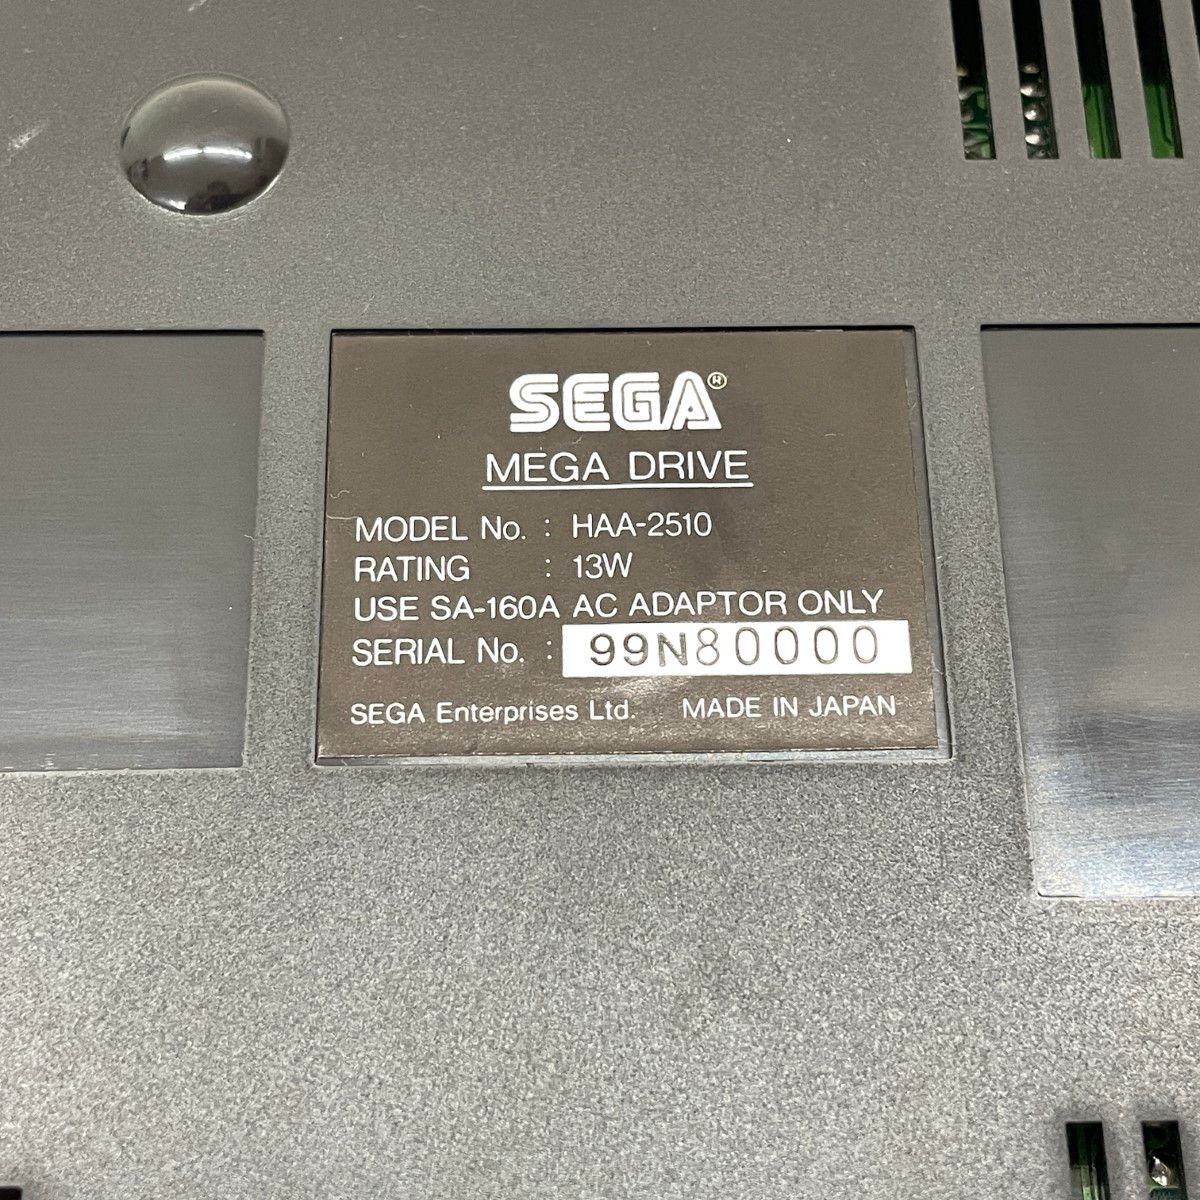 SEGA®
MEGA DRIVE
MODEL No. : HAA-2510
RATING : 13W
USE SA-160A AC ADAPTOR ONLY
SERIAL No. : 99N80000
SEGA Enterprises Ltd. MADE IN JAPAN